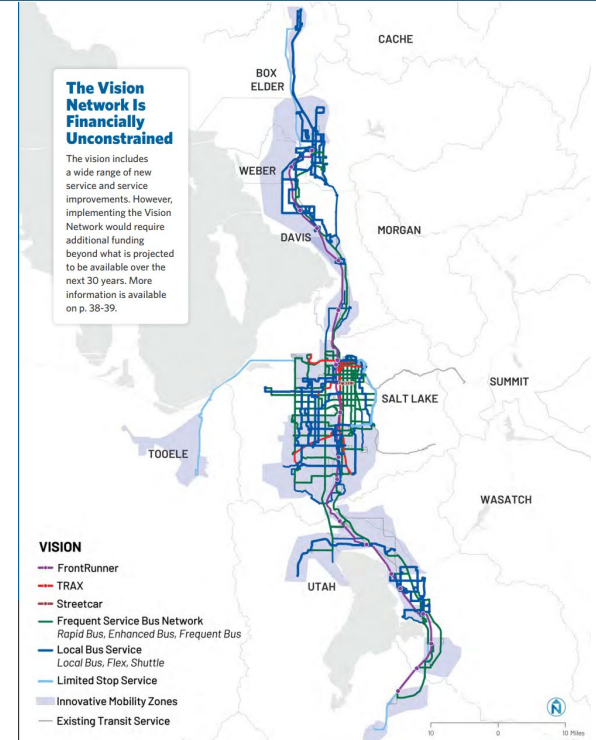 CACHE
BOX
ELDER
The Vision
Network Is
Financially
Unconstrained
The vision includes
a wide range of new
service and service
improvements. However,
implementing the Vision
Network would require
additional funding
beyond what is projected
to be available over the
next 30 years. More
information is available
on p. 38-39.
WEBER
DAVIS
MORGAN
SUMMIT
SALT LAKE
TOOELE
WASATCH
UTAH
VISION
FrontRunner
TRAX
Streetcar
Frequent Service Bus Network
Rapid Bus, Enhanced Bus, Frequent Bus
Local Bus Service
Local Bus, Flex, Shuttle
Limited Stop Service
Innovative Mobility Zones
Existing Transit Service
N
10 0 10 Miles